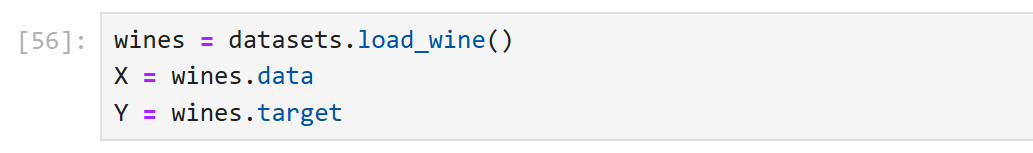 [56]: wines = datasets.load_wine()
X = wines.data
Y = wines.target